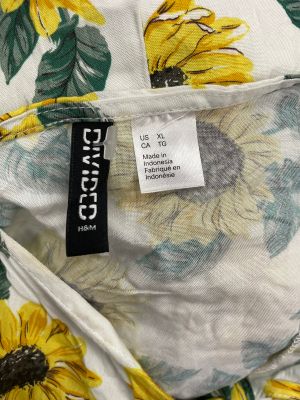 DIVIDED
H&M
US XL
CA TG
Made in
Indonesia
Fabriqué en
Indonésie